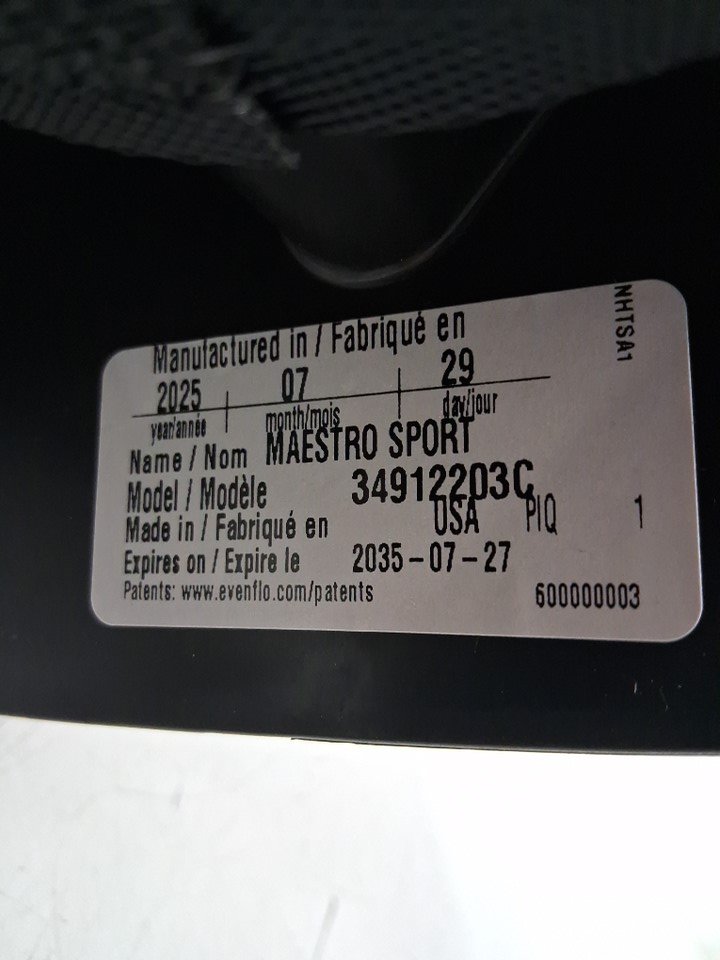 NHTSA1
Manufactured in / Fabriqué en
2025 07 29
year/année month/mois day/jour
Name / Nom MAESTRO SPORT
Model / Modèle 34912203C
Made in / Fabriqué en USA PIQ 1
Expires on / Expire le 2035-07-27
Patents: www.evenflo.com/patents 600000003